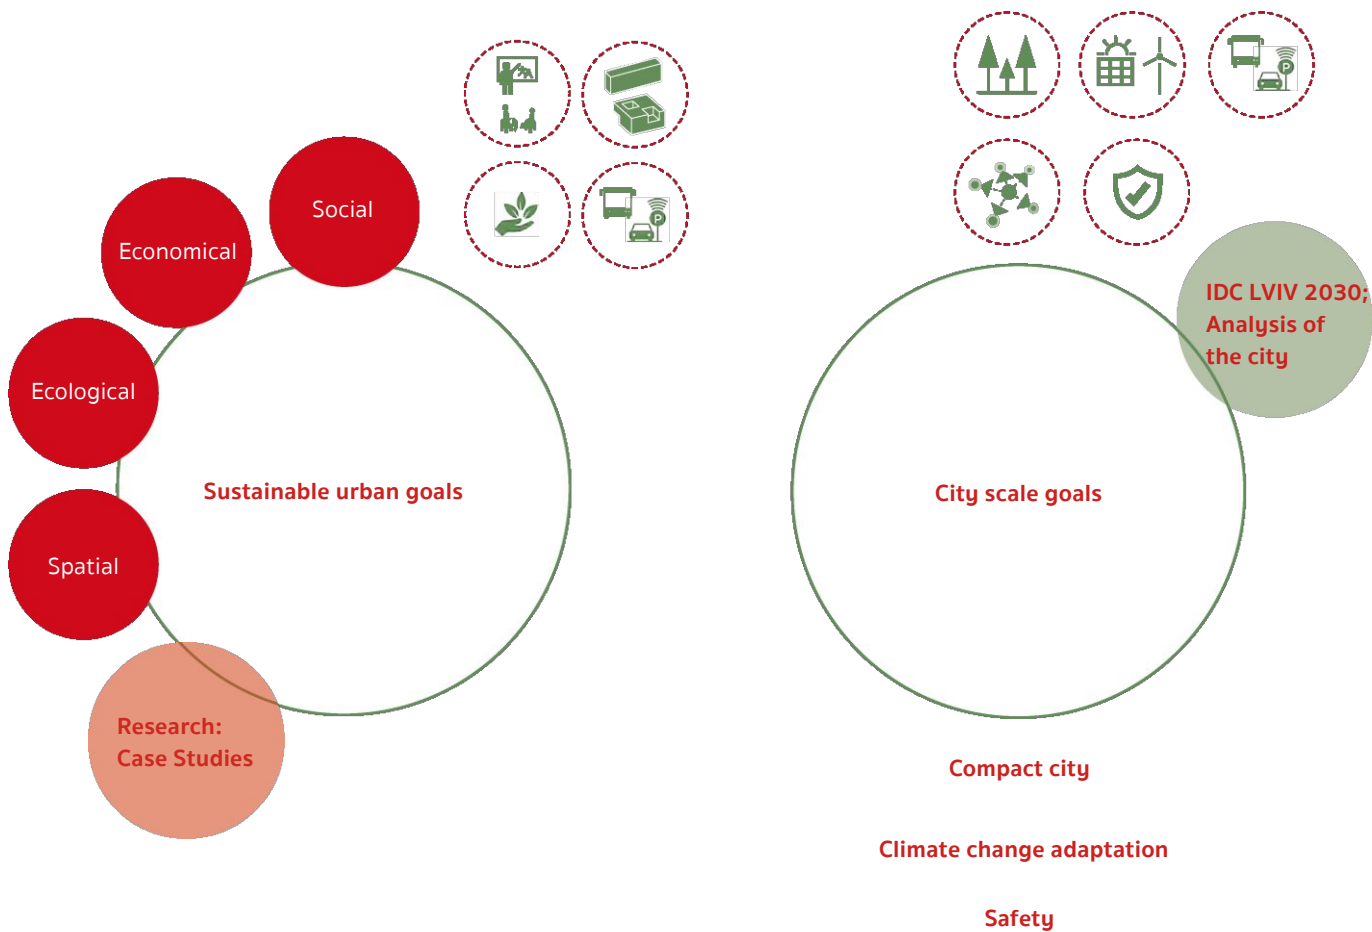 Social
Economical
Ecological
Spatial
Sustainable urban goals
Research:
Case Studies
P
P
IDC LVIV 2030;
Analysis of
the city
City scale goals
Compact city
Climate change adaptation
Safety